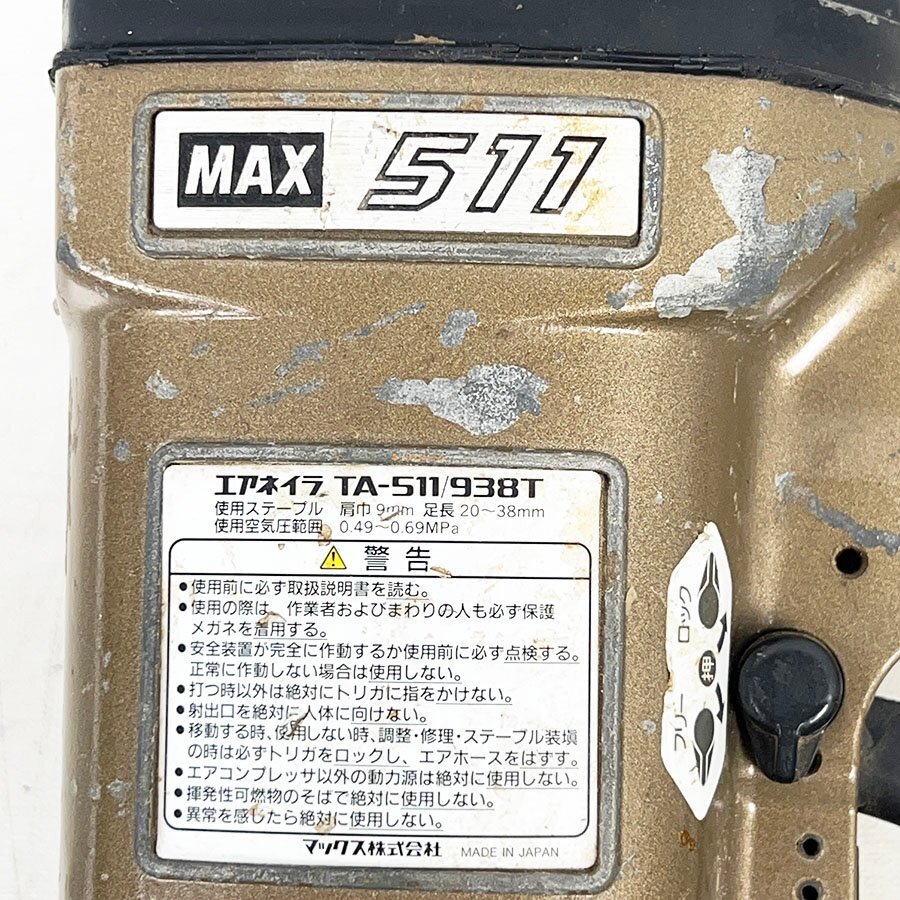 MAX 511
エアネイラ TA-511/938T
使用ステープル 肩巾 9mm 足長 20〜38mm
使用空気圧範囲 0.49〜0.69MPa
警告
●使用前に必ず取扱説明書を読む。
●使用の際は、作業者およびまわりの人も必ず保護
メガネを着用する。
●安全装置が完全に作動するか使用前に必ず点検する。
正常に作動しない場合は使用しない。
●打つ時以外は絶対にトリガに指をかけない。
●射出口を絶対に人体に向けない。
●移動する時、使用しない時、調整・修理・ステープル装塡
の時は必ずトリガをロックし、エアホースをはずす。
●エアコンプレッサ以外の動力源は絶対に使用しない。
●揮発性可燃物のそばで絶対に使用しない。
●異常を感じたら絶対に使用しない。
マックス株式会社 MADE IN JAPAN
ロック
押
フリー